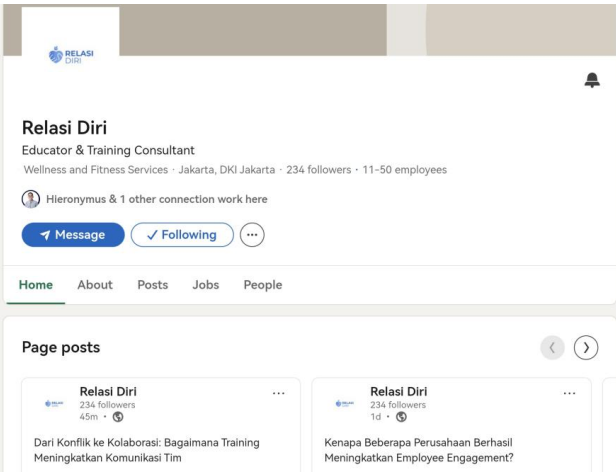 RELASI
DIRI
Relasi Diri
Educator & Training Consultant
Wellness and Fitness Services · Jakarta, DKI Jakarta · 234 followers · 11-50 employees
Hieronymus & 1 other connection work here
Message
Following
Home
About
Posts
Jobs
People
Page posts
Relasi Diri
234 followers
45m •
Dari Konflik ke Kolaborasi: Bagaimana Training
Meningkatkan Komunikasi Tim
Relasi Diri
234 followers
1d •
Kenapa Beberapa Perusahaan Berhasil
Meningkatkan Employee Engagement?